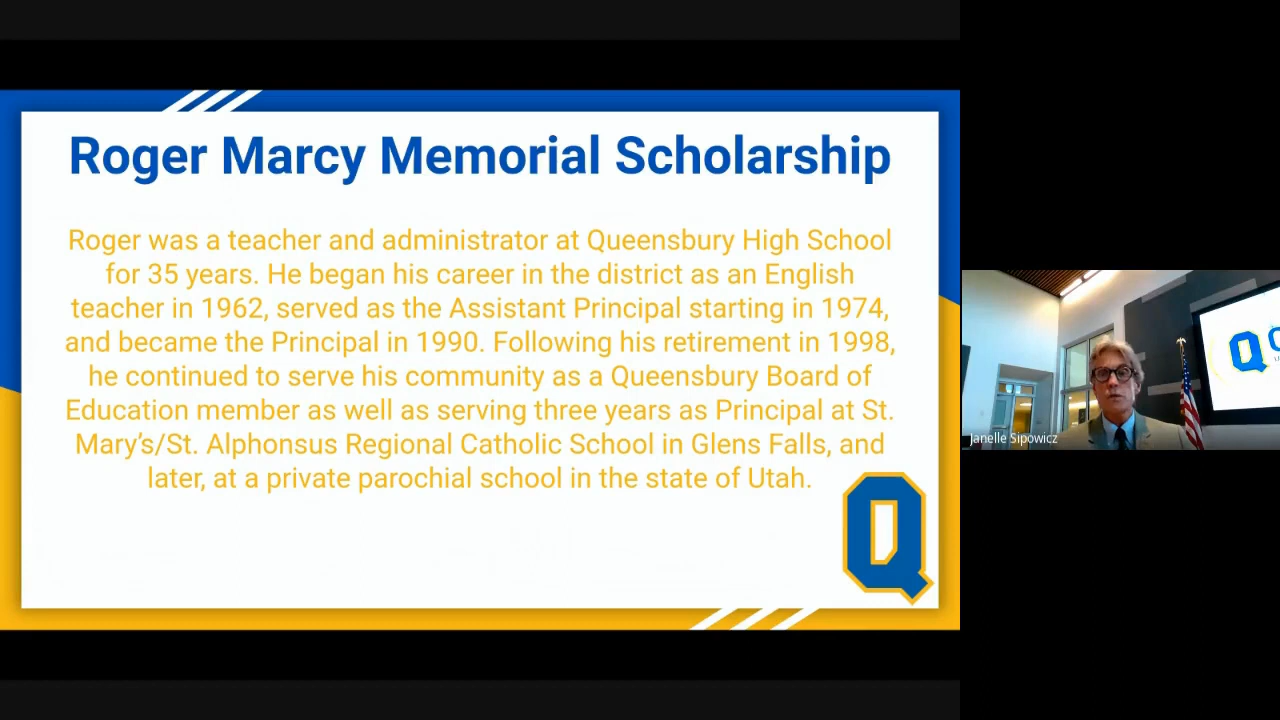 Roger Marcy Memorial Scholarship
Roger was a teacher and administrator at Queensbury High School
for 35 years. He began his career in the district as an English
teacher in 1962, served as the Assistant Principal starting in 1974,
and became the Principal in 1990. Following his retirement in 1998,
he continued to serve his community as a Queensbury Board of
Education member as well as serving three years as Principal at St.
Mary's/St. Alphonsus Regional Catholic School in Glens Falls, and
later, at a private parochial school in the state of Utah.
Q
Q
Janelle Sipowicz